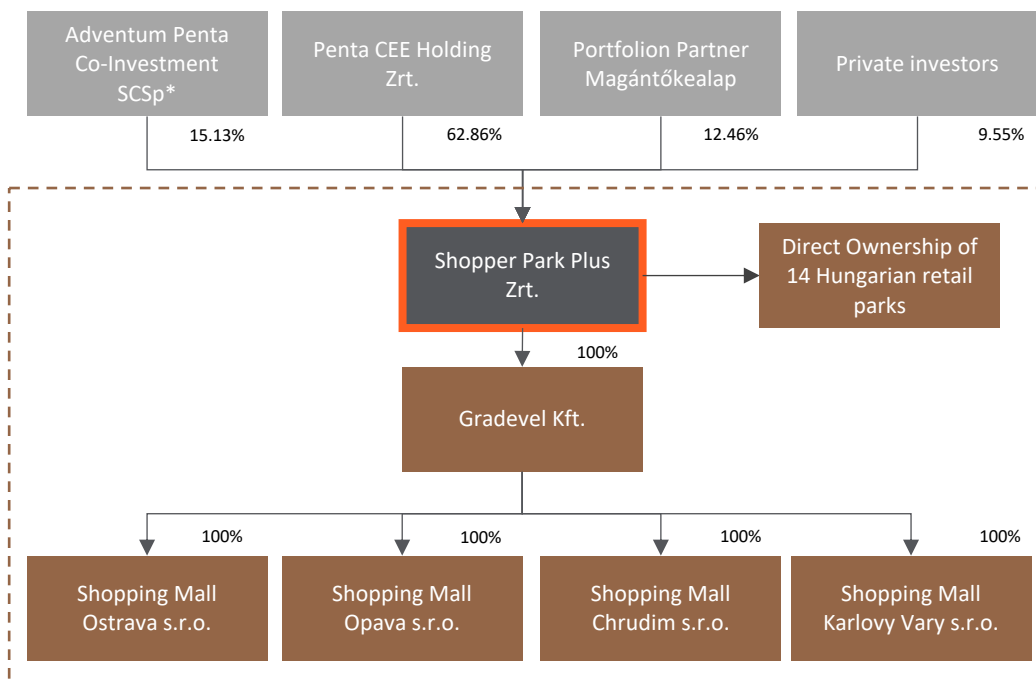 Adventum Penta
Co-Investment
SCSp*
Penta CEE Holding
Zrt.
Portfolion Partner
Magántőkealap
Private investors
15.13%
62.86%
12.46%
9.55%
Shopper Park Plus
Zrt.
Direct Ownership of
14 Hungarian retail
parks
100%
Gradevel Kft.
100%
100%
100%
100%
Shopping Mall
Ostrava s.r.o.
Shopping Mall
Opava s.r.o.
Shopping Mall
Chrudim s.r.o.
Shopping Mall
Karlovy Vary s.r.o.